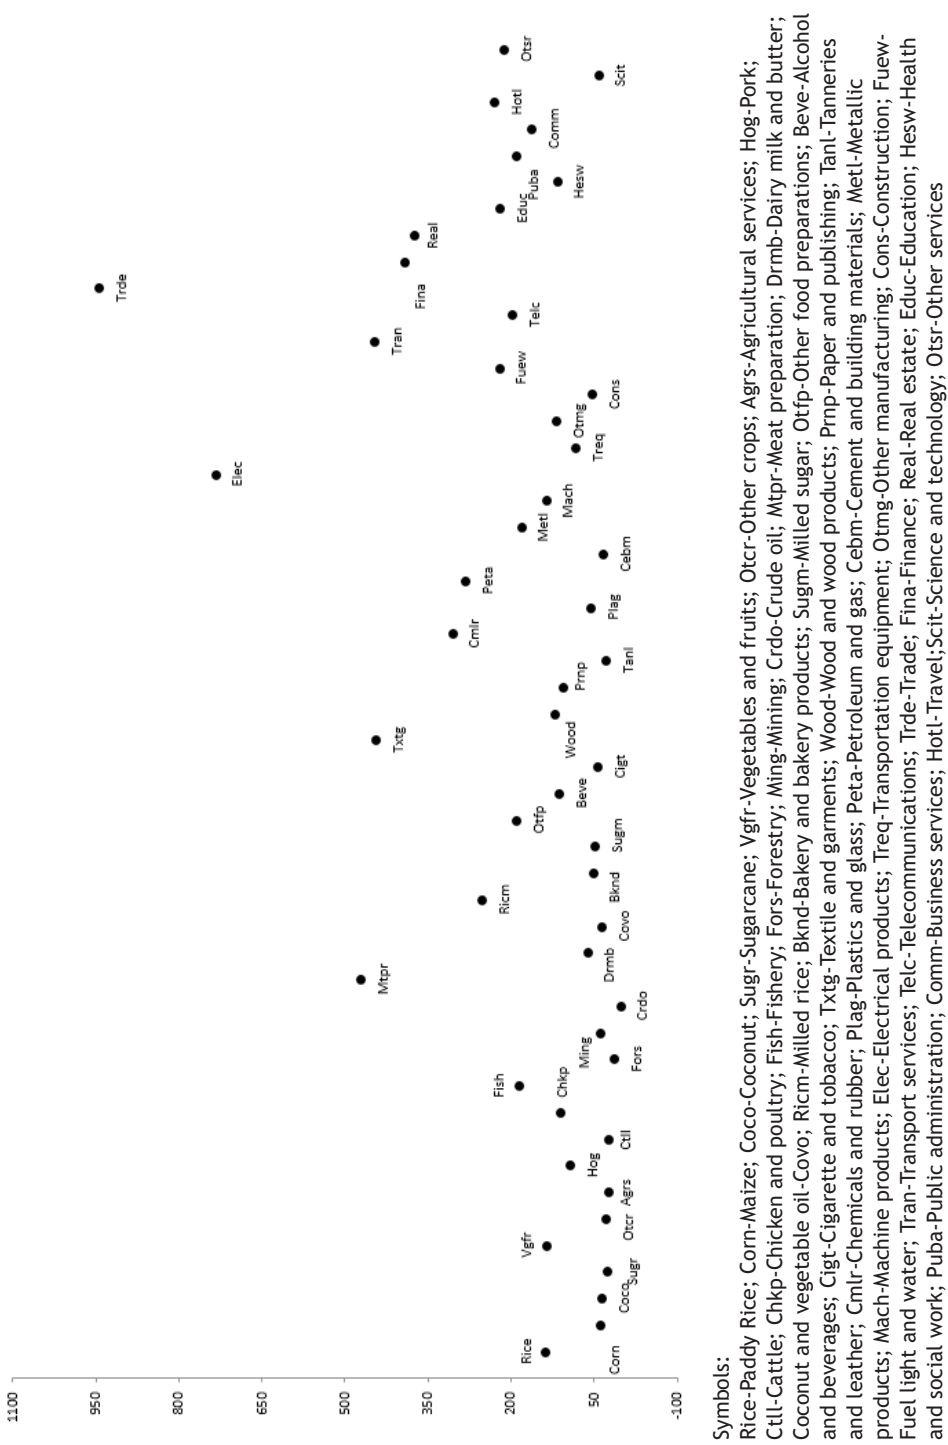 1100
950
800
650
500
350
200
50
-100
Rice
Corn
Coco
Sugr
Vgfr
Otcr
Agrs
Hog
Ctll
Chkp
Fish
Fors
Ming
Crdo
Mtpr
Drmb
Covo
Ricm
Bknd
Sugm
Otfp
Beve
Cigt
Txtg
Wood
Prnp
Tanl
Cmlr
Plag
Peta
Cebm
Metl
Mach
Elec
Treq
Otmg
Cons
Fuew
Tran
Telc
Trde
Fina
Real
Educ
Hesw
Puba
Comm
Hotl
Scit
Otsr
Symbols:
Rice-Paddy Rice; Corn-Maize; Coco-Coconut; Sugr-Sugarcane; Vgfr-Vegetables and fruits; Otcr-Other crops; Agrs-Agricultural services; Hog-Pork;
Ctll-Cattle; Chkp-Chicken and poultry; Fish-Fishery; Fors-Forestry; Ming-Mining; Crdo-Crude oil; Mtpr-Meat preparation; Drmb-Dairy milk and butter;
Coconut and vegetable oil-Covo; Ricm-Milled rice; Bknd-Bakery and bakery products; Sugm-Milled sugar; Otfp-Other food preparations; Beve-Alcohol
and beverages; Cigt-Cigarette and tobacco; Txtg-Textile and garments; Wood-Wood and wood products; Prnp-Paper and publishing; Tanl-Tanneries
and leather; Cmlr-Chemicals and rubber; Plag-Plastics and glass; Peta-Petroleum and gas; Cebm-Cement and building materials; Metl-Metallic
products; Mach-Machine products; Elec-Electrical products; Treq-Transportation equipment; Otmg-Other manufacturing; Cons-Construction; Fuew-
Fuel light and water; Tran-Transport services; Telc-Telecommunications; Trde-Trade; Fina-Finance; Real-Real estate; Educ-Education; Hesw-Health
and social work; Puba-Public administration; Comm-Business services; Hotl-Travel;Scit-Science and technology; Otsr-Other services